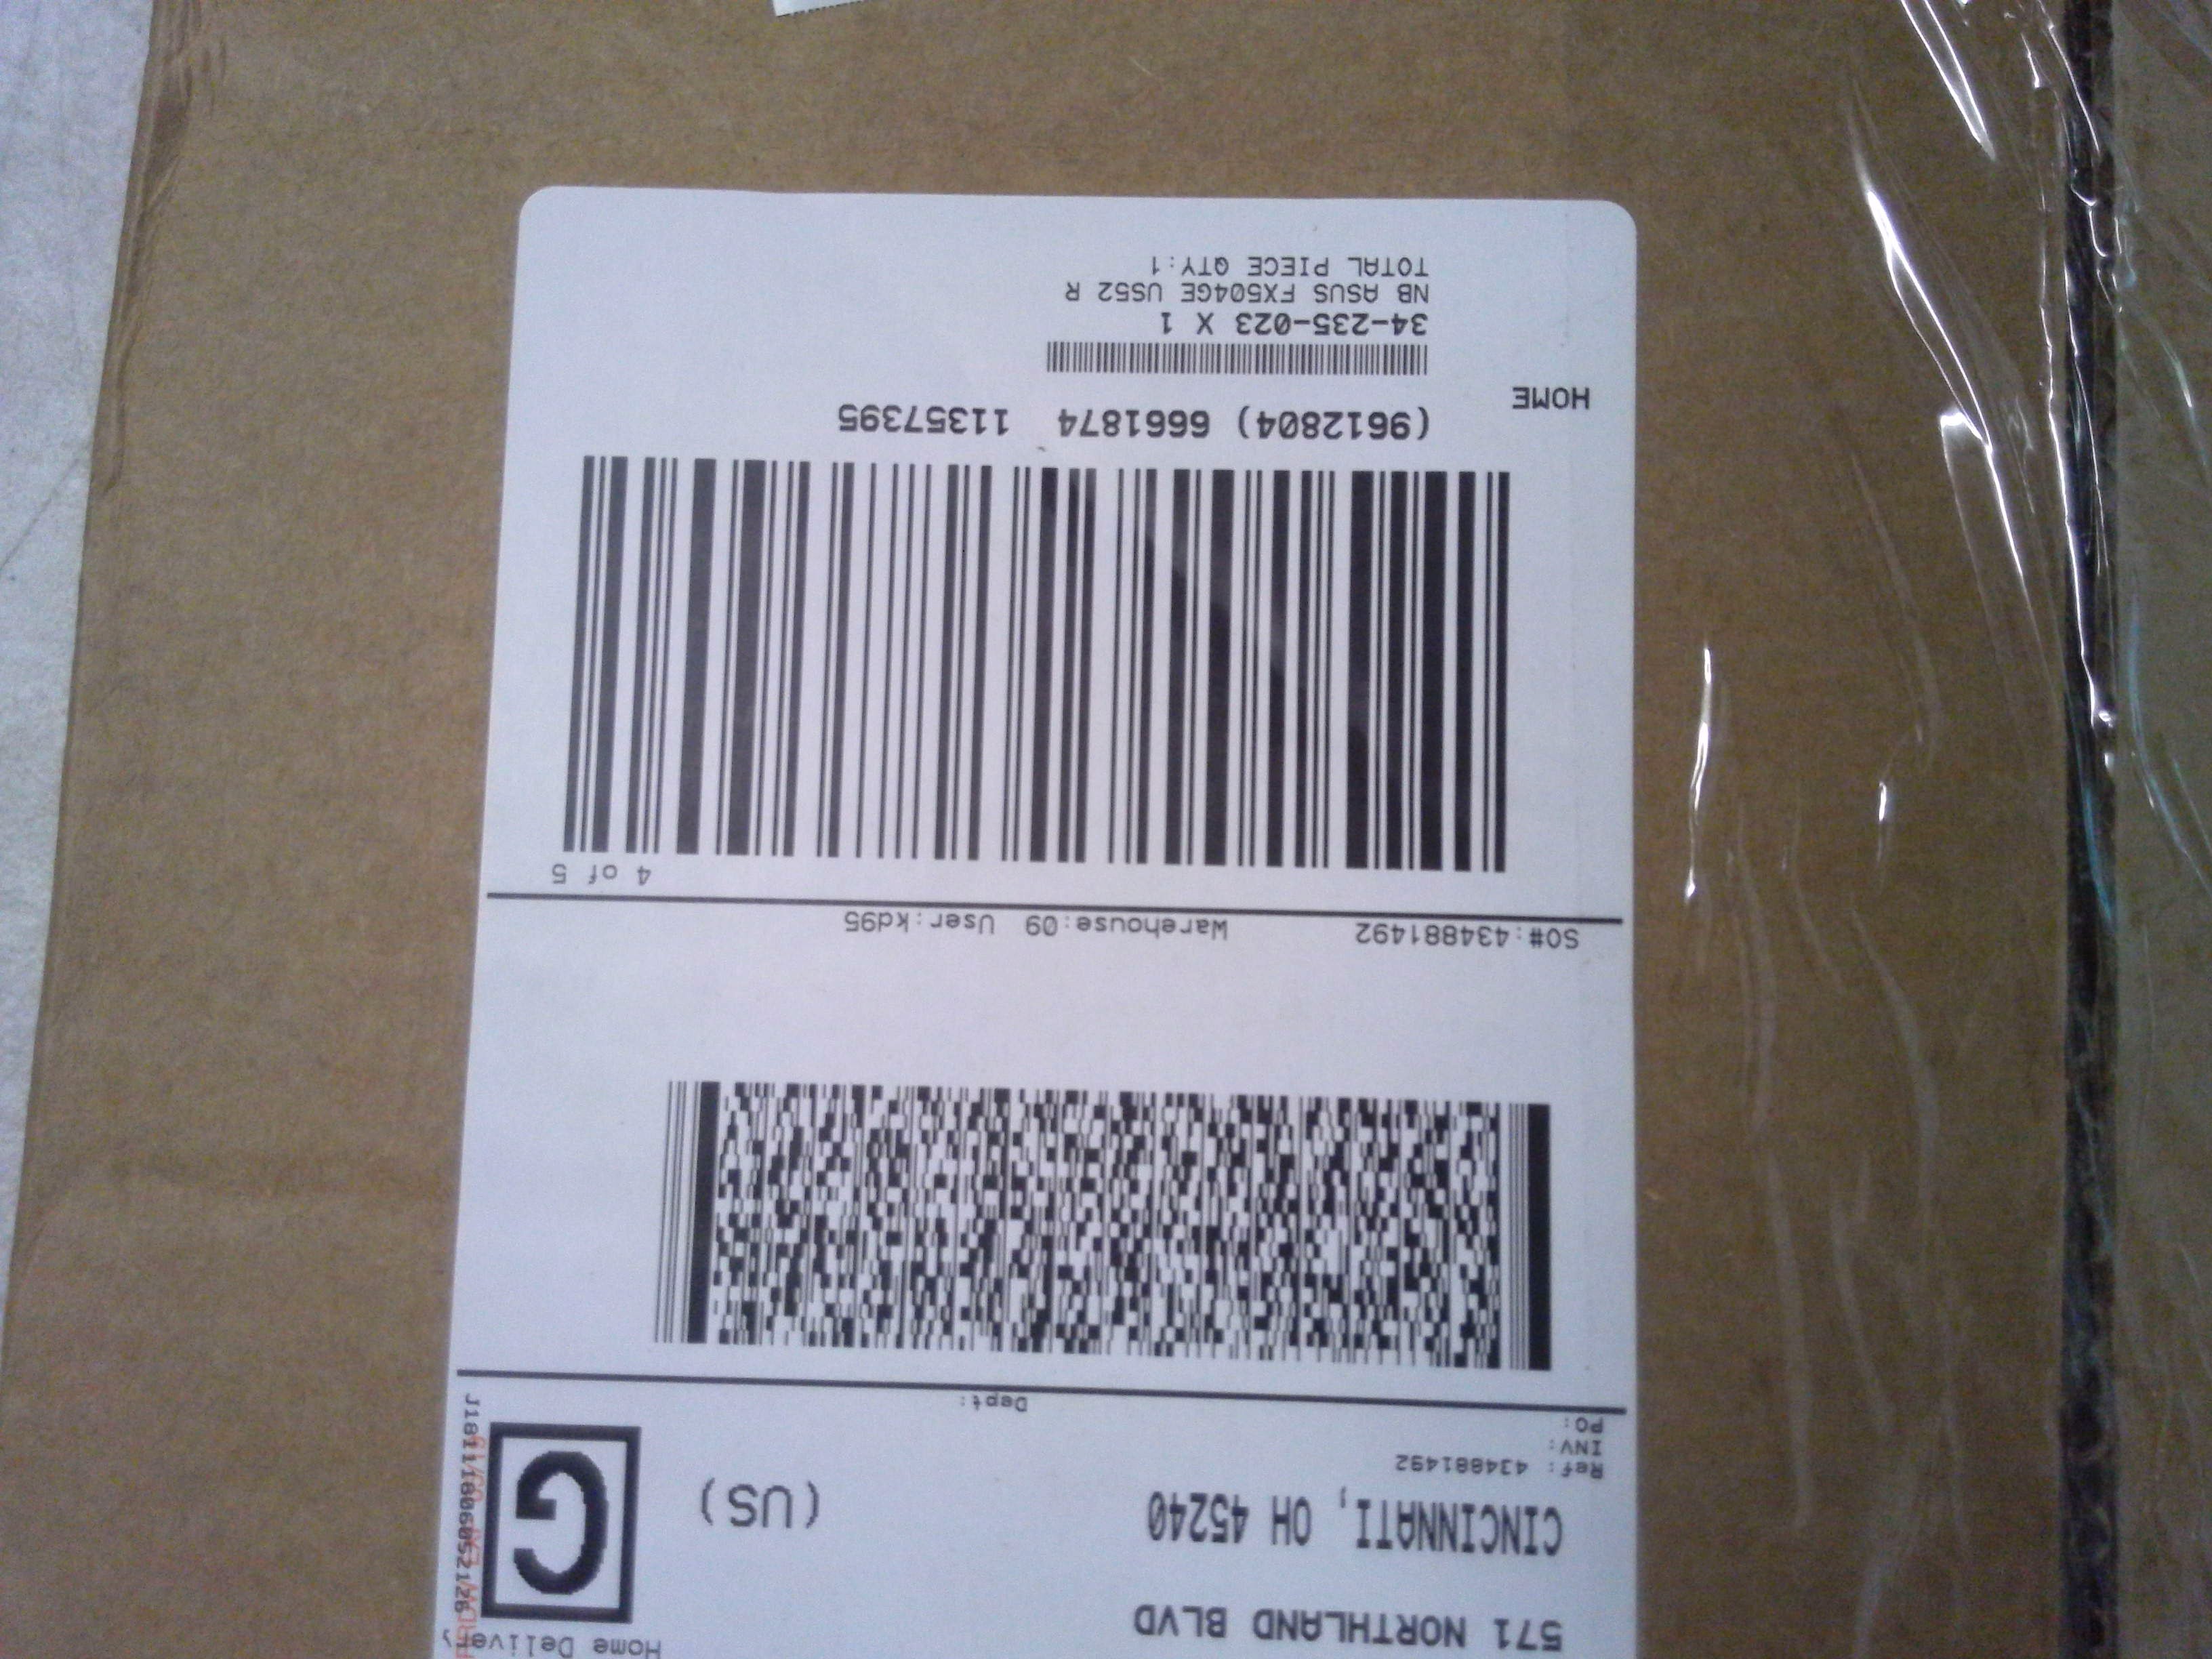 Home Delivery
571 NORTHLAND BLVD
CINCINNATI, OH 45240
(US)
G
Ref: 434881492
INV:
PO:
Dept:
SO#:434881492 Warehouse:09 User:kd95
4 of 5
(9612804) 6661874 11357395
HOME
34-235-023 X 1
NB ASUS FX504GE US52 R
TOTAL PIECE QTY:1